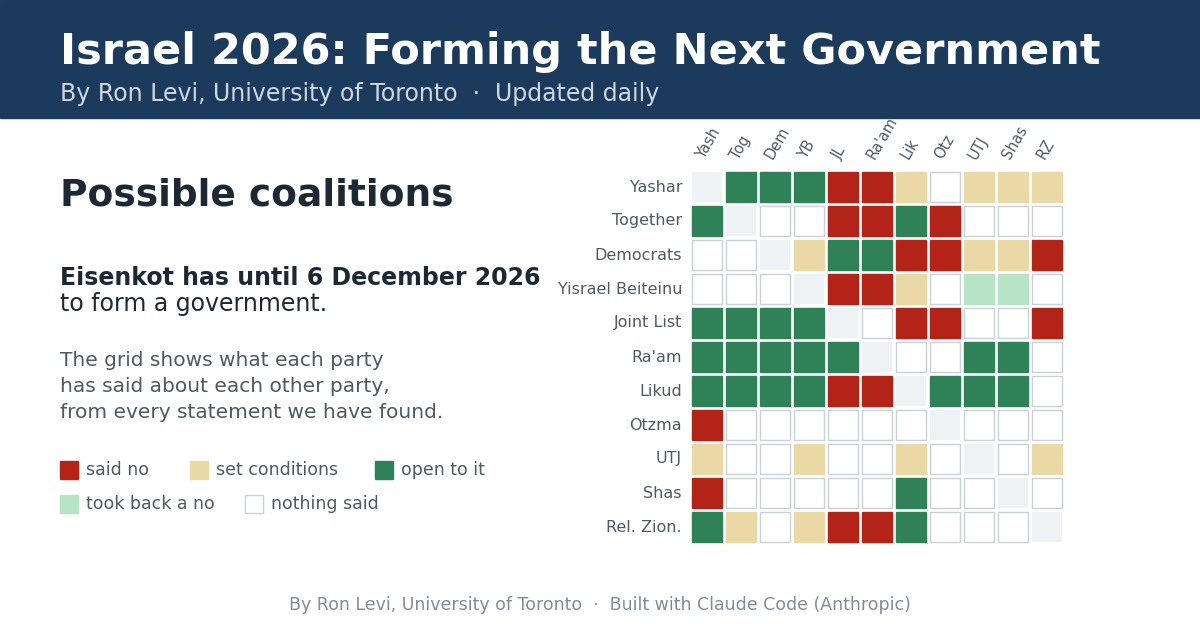 Israel 2026: Forming the Next Government
By Ron Levi, University of Toronto · Updated daily
Possible coalitions
Eisenkot has until 6 December 2026
to form a government.
The grid shows what each party
has said about each other party,
from every statement we have found.
said no set conditions open to it
took back a no nothing said
Yash Tog Dem YB JL Ra'am Lik Otz UTJ Shas RZ
Yashar
Together
Democrats
Yisrael Beiteinu
Joint List
Ra'am
Likud
Otzma
UTJ
Shas
Rel. Zion.
By Ron Levi, University of Toronto · Built with Claude Code (Anthropic)